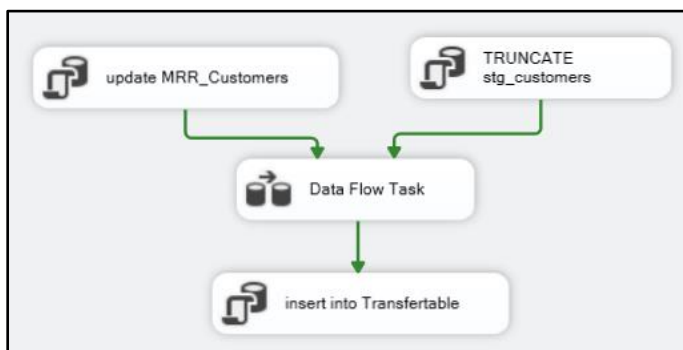 update MRR_Customers
TRUNCATE
stg_customers
Data Flow Task
insert into Transfertable